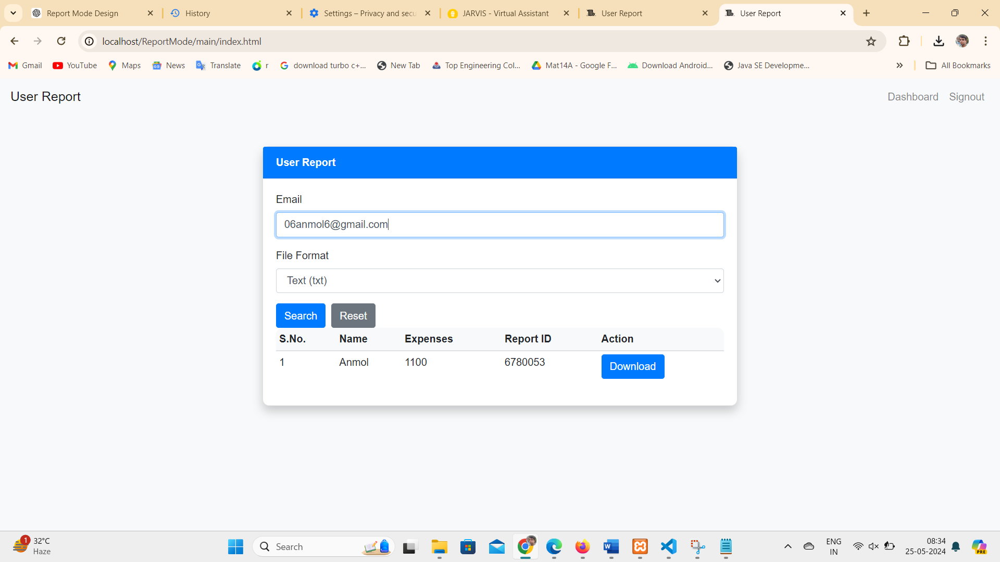 Report Mode Design
History
Settings – Privacy and secu
JARVIS - Virtual Assistant
User Report
User Report
localhost/ReportMode/main/index.html
Gmail
YouTube
Maps
News
Translate
r
download turbo c+...
New Tab
Top Engineering Col...
Mat14A - Google F...
Download Android...
Java SE Developme...
All Bookmarks
User Report
Dashboard
Signout
User Report
Email
06anmol6@gmail.com
File Format
Text (txt)
Search Reset
S.No. Name Expenses Report ID Action
1 Anmol 1100 6780053 Download
1
32°C
Haze
Search
ENG
IN
08:34
25-05-2024
PRE